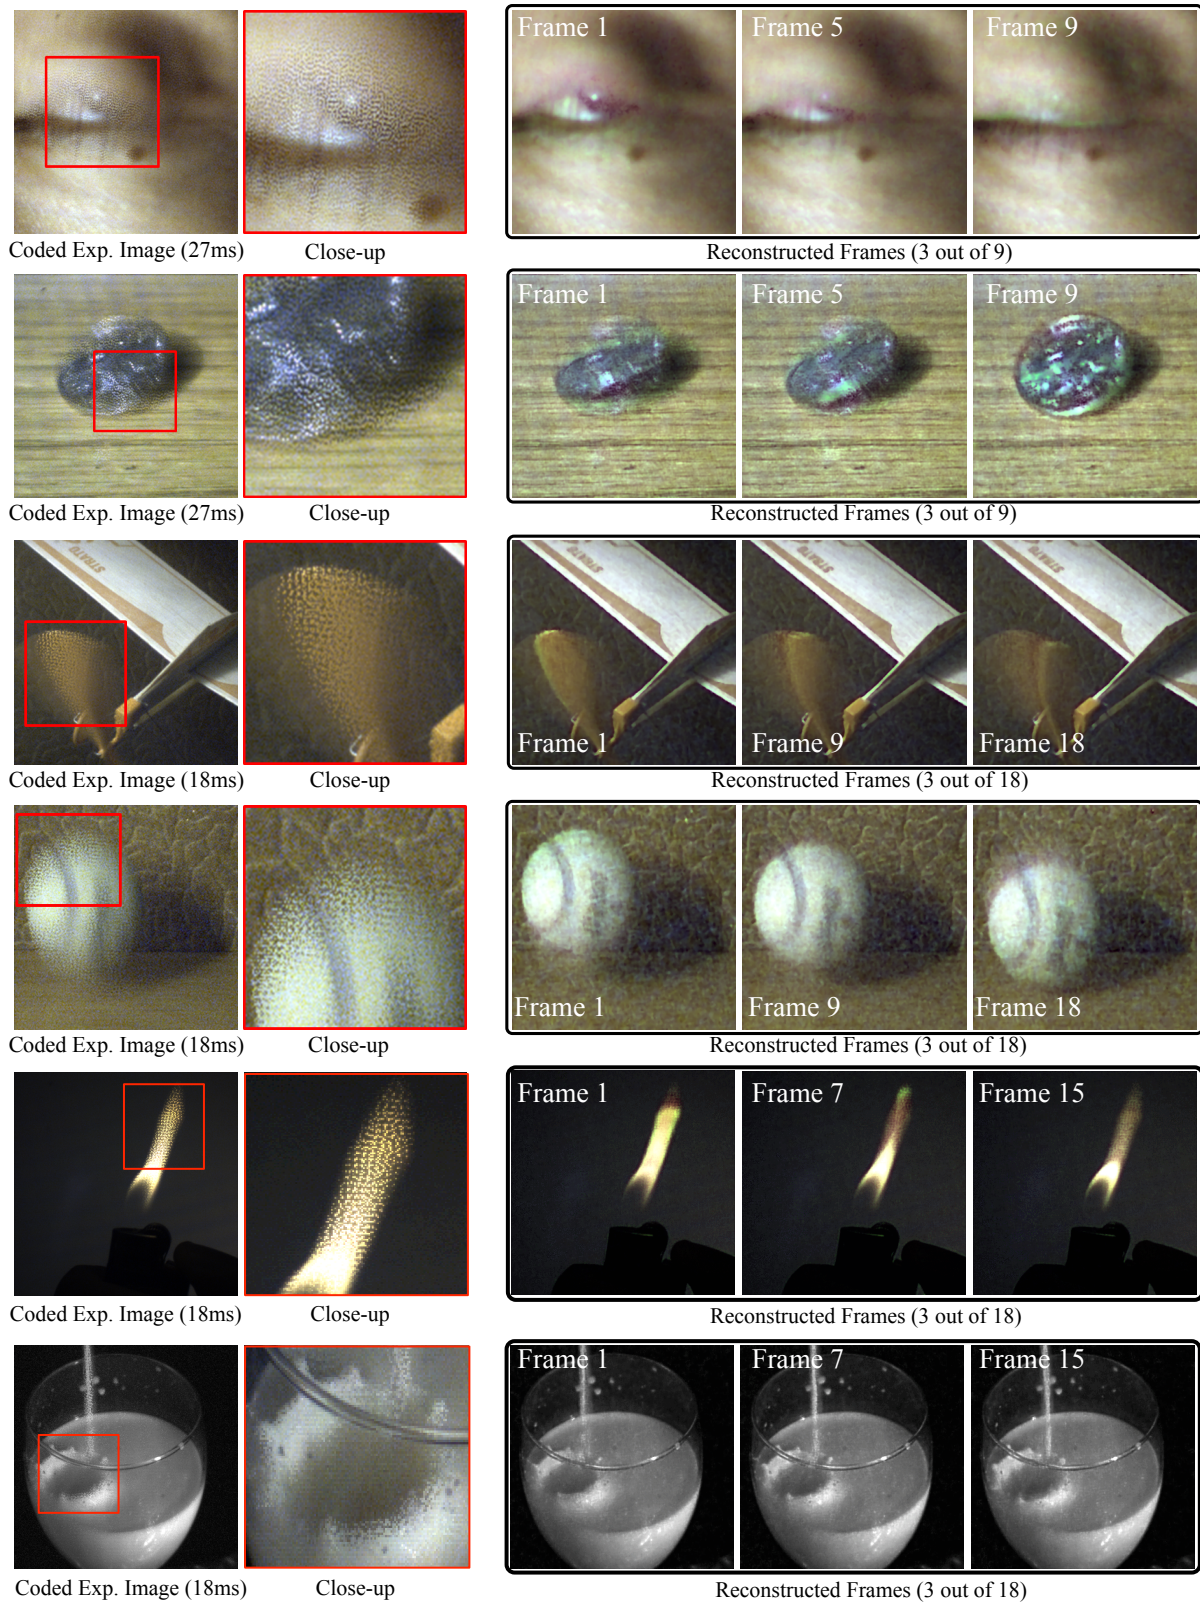 Frame 1
Frame 5
Frame 9
Coded Exp. Image (27ms)
Close-up
Reconstructed Frames (3 out of 9)
Frame 1
Frame 5
Frame 9
Coded Exp. Image (27ms)
Close-up
Reconstructed Frames (3 out of 9)
Frame 1
Frame 9
Frame 18
Coded Exp. Image (18ms)
Close-up
Reconstructed Frames (3 out of 18)
Frame 1
Frame 9
Frame 18
Coded Exp. Image (18ms)
Close-up
Reconstructed Frames (3 out of 18)
Frame 1
Frame 7
Frame 15
Coded Exp. Image (18ms)
Close-up
Reconstructed Frames (3 out of 18)
Frame 1
Frame 7
Frame 15
Coded Exp. Image (18ms)
Close-up
Reconstructed Frames (3 out of 18)